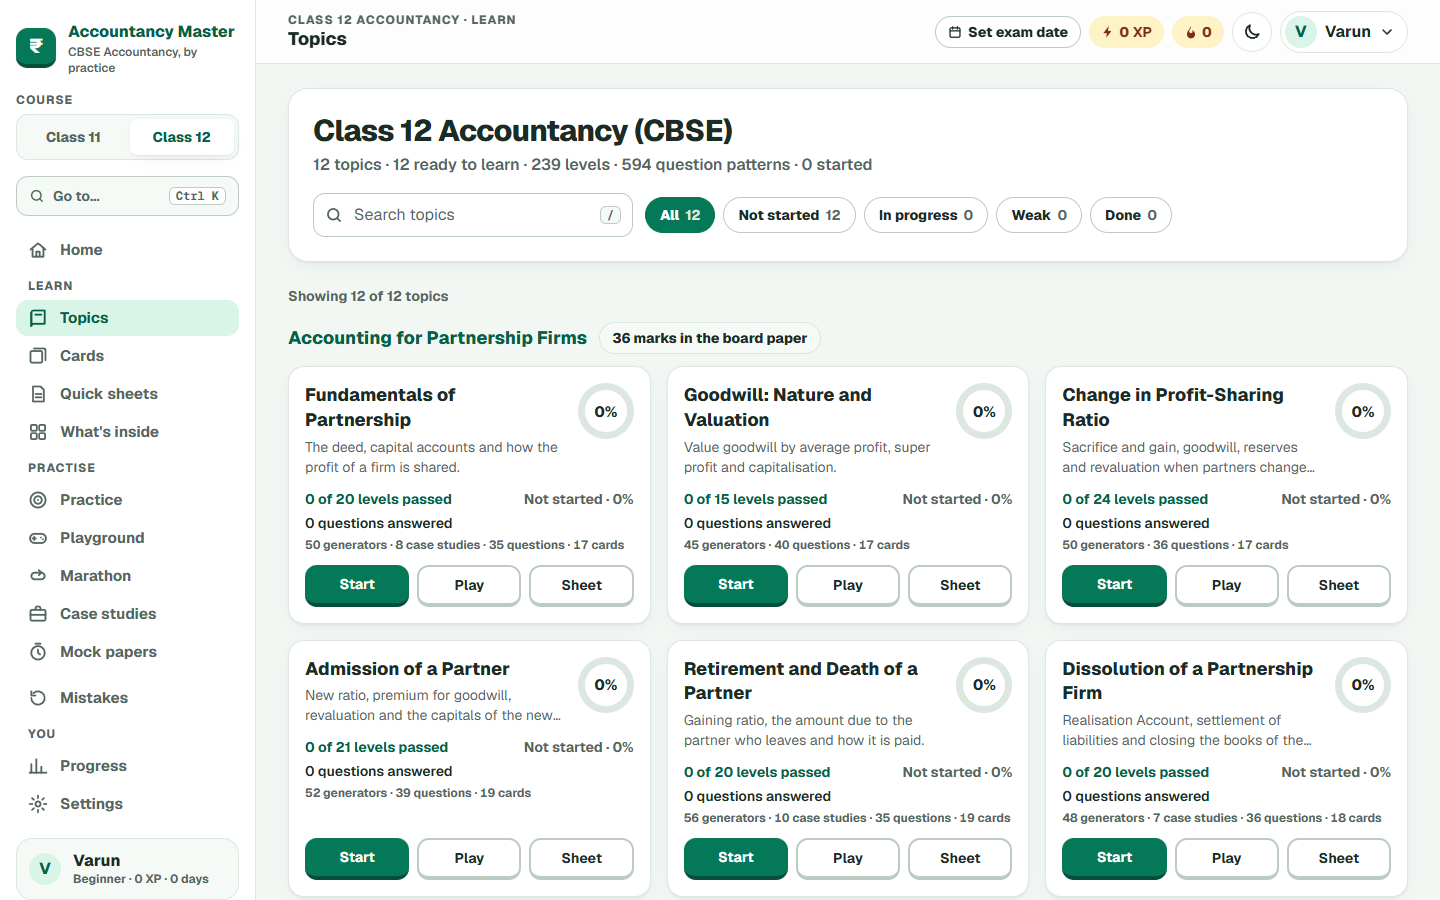 ₹
Accountancy Master
CBSE Accountancy, by
practice
COURSE
Class 11
Class 12
Go to...
Ctrl K
Home
LEARN
Topics
Cards
Quick sheets
What's inside
PRACTISE
Practice
Playground
Marathon
Case studies
Mock papers
Mistakes
YOU
Progress
Settings
V
Varun
Beginner · 0 XP · 0 days
CLASS 12 ACCOUNTANCY · LEARN
Topics
Set exam date
0 XP
0
V
Varun
Class 12 Accountancy (CBSE)
12 topics · 12 ready to learn · 239 levels · 594 question patterns · 0 started
Search topics
/
All 12
Not started 12
In progress 0
Weak 0
Done 0
Showing 12 of 12 topics
Accounting for Partnership Firms
36 marks in the board paper
Fundamentals of
Partnership
0%
The deed, capital accounts and how the
profit of a firm is shared.
0 of 20 levels passed
Not started · 0%
0 questions answered
50 generators · 8 case studies · 35 questions · 17 cards
Start
Play
Sheet
Goodwill: Nature and
Valuation
0%
Value goodwill by average profit, super
profit and capitalisation.
0 of 15 levels passed
Not started · 0%
0 questions answered
45 generators · 40 questions · 17 cards
Start
Play
Sheet
Change in Profit-Sharing
Ratio
0%
Sacrifice and gain, goodwill, reserves
and revaluation when partners change...
0 of 24 levels passed
Not started · 0%
0 questions answered
50 generators · 36 questions · 17 cards
Start
Play
Sheet
Admission of a Partner
0%
New ratio, premium for goodwill,
revaluation and the capitals of the new...
0 of 21 levels passed
Not started · 0%
0 questions answered
52 generators · 39 questions · 19 cards
Start
Play
Sheet
Retirement and Death of a
Partner
0%
Gaining ratio, the amount due to the
partner who leaves and how it is paid.
0 of 20 levels passed
Not started · 0%
0 questions answered
56 generators · 10 case studies · 35 questions · 19 cards
Start
Play
Sheet
Dissolution of a Partnership
Firm
0%
Realisation Account, settlement of
liabilities and closing the books of the...
0 of 20 levels passed
Not started · 0%
0 questions answered
48 generators · 7 case studies · 36 questions · 18 cards
Start
Play
Sheet